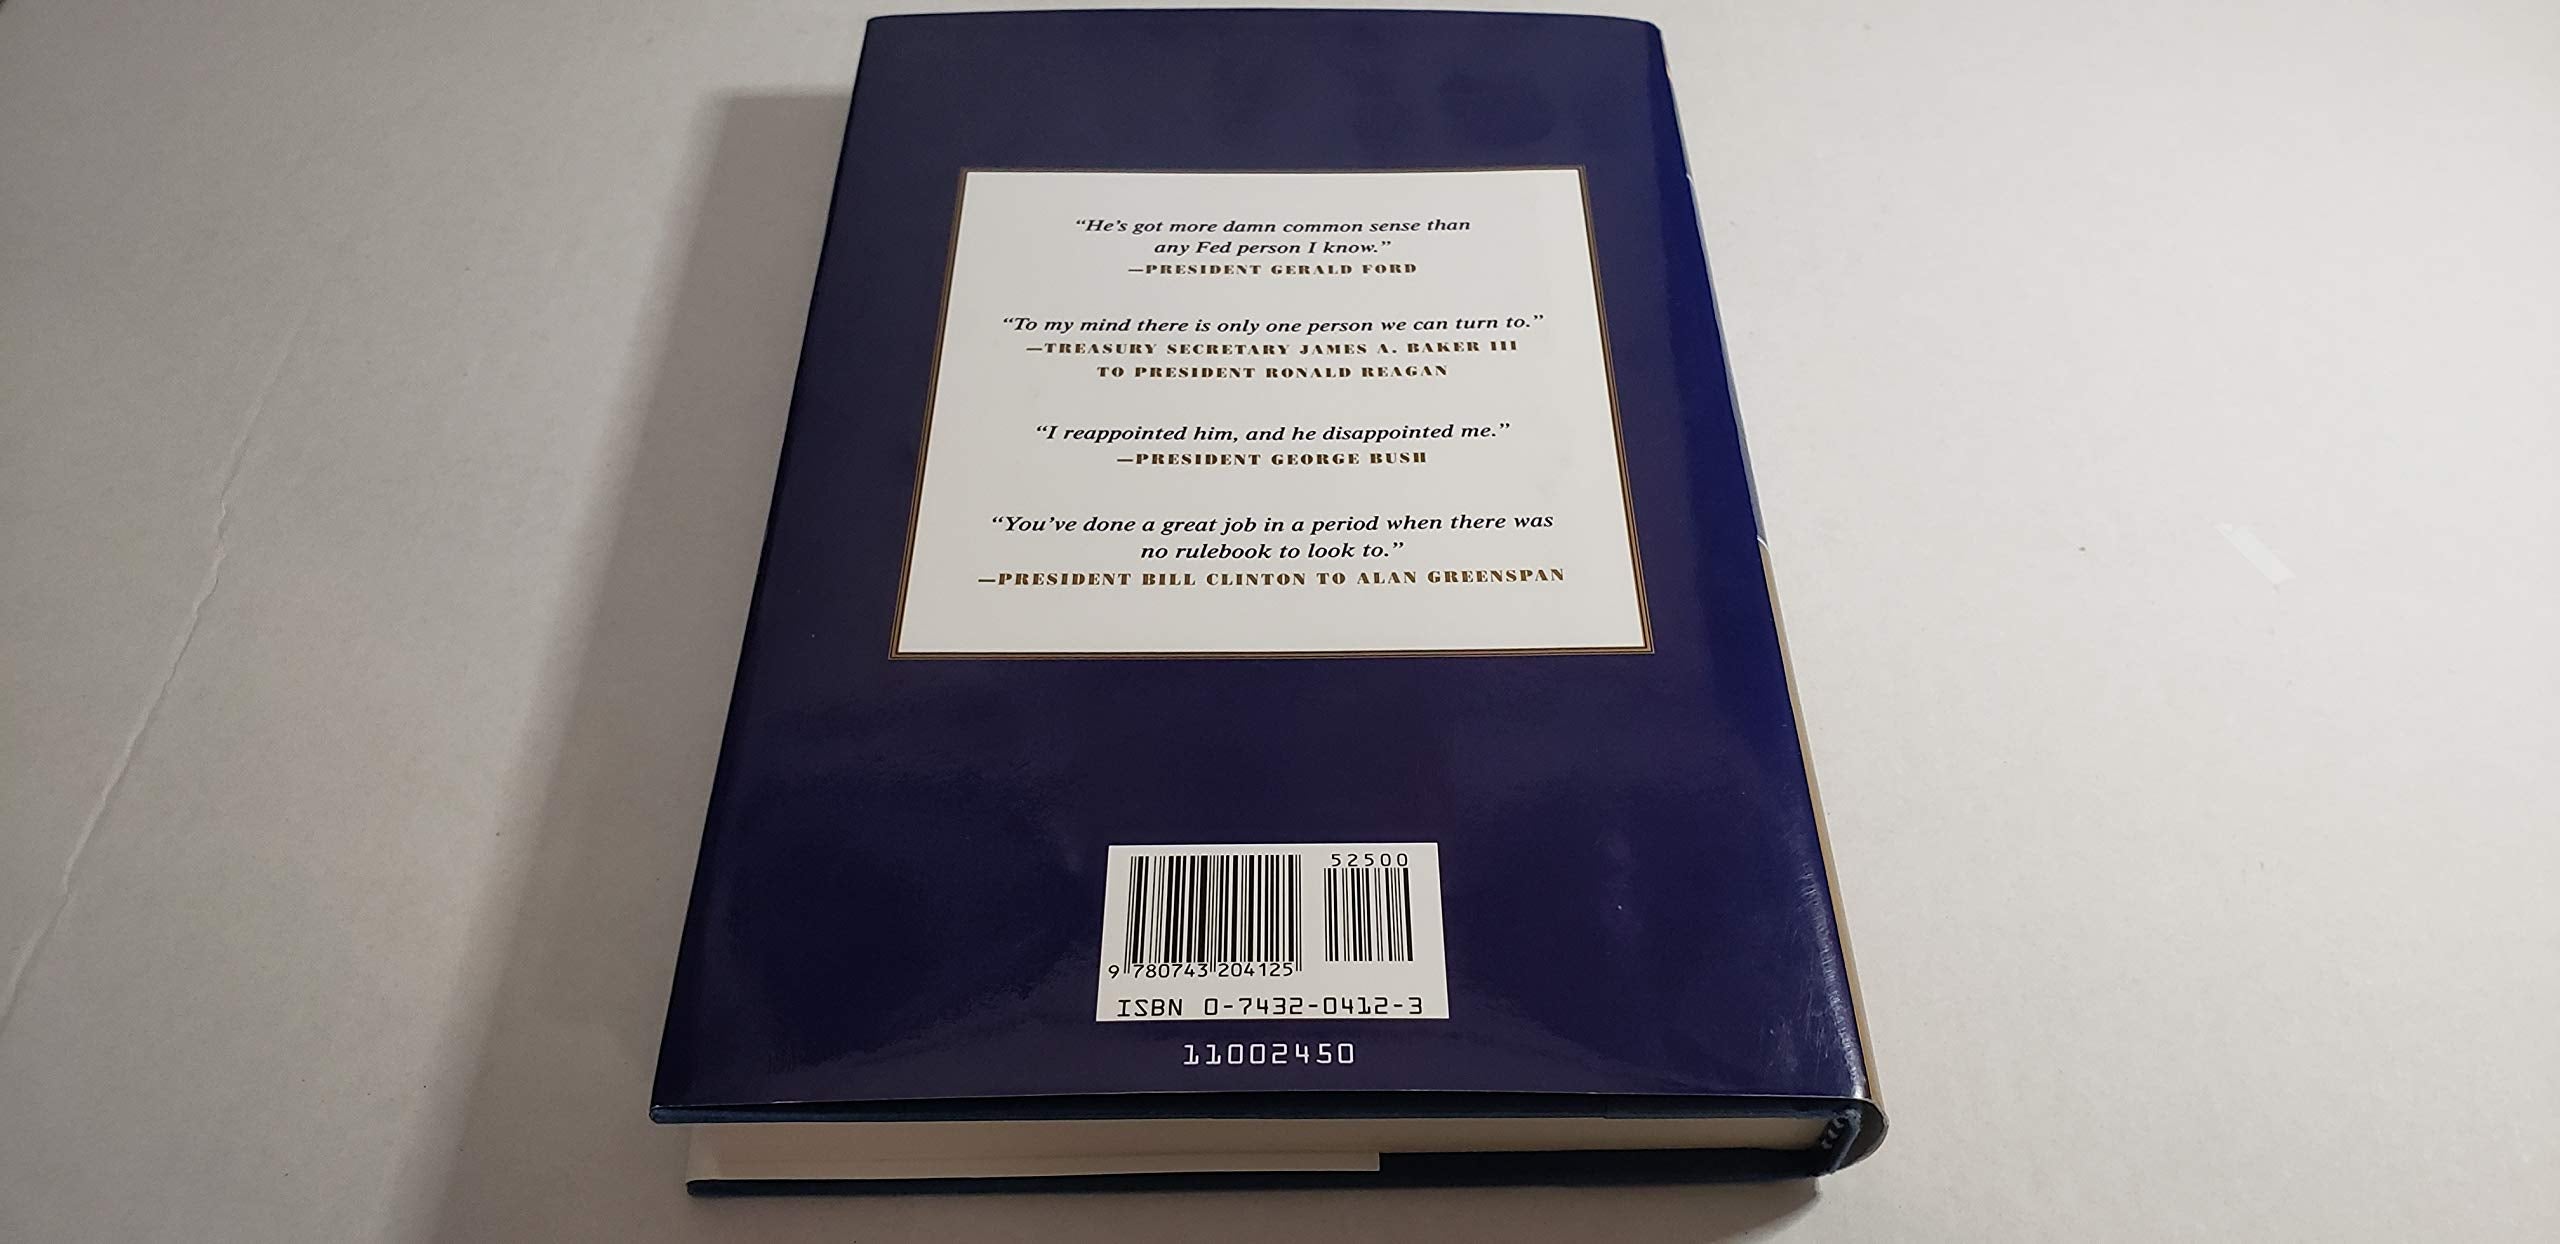 “He’s got more damn common sense than
any Fed person I know.”
—PRESIDENT GERALD FORD
“To my mind there is only one person we can turn to.”
—TREASURY SECRETARY JAMES A. BAKER III
TO PRESIDENT RONALD REAGAN
“I reappointed him, and he disappointed me.”
—PRESIDENT GEORGE BUSH
“You’ve done a great job in a period when there was
no rulebook to look to.”
—PRESIDENT BILL CLINTON TO ALAN GREENSPAN
52500
9 780743 204125
ISBN 0-7432-0412-3
11002450